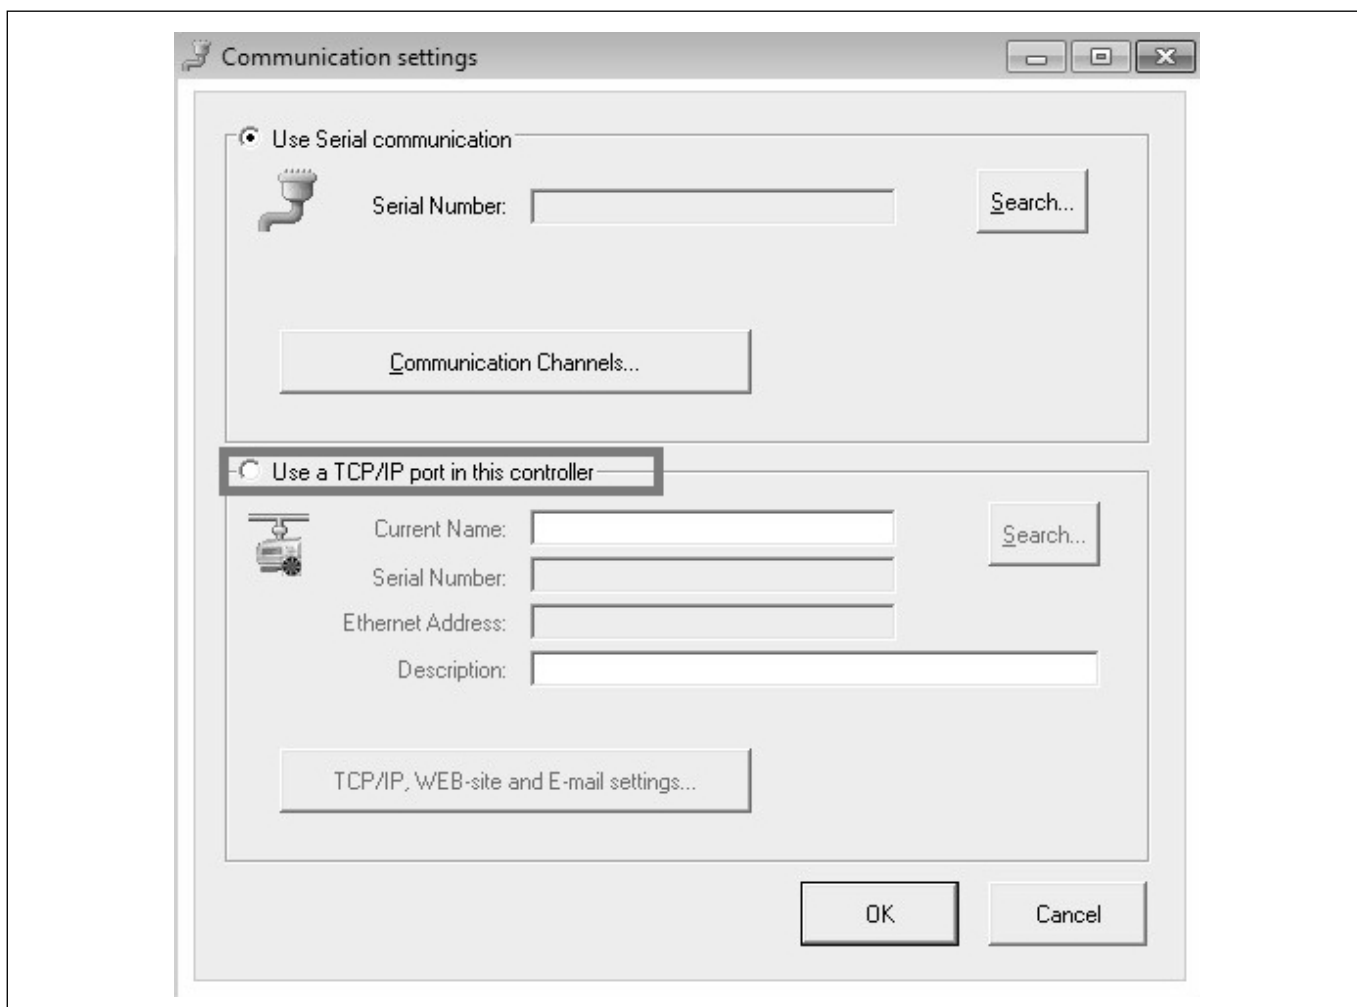 Communication settings
Use Serial communication
Serial Number:
Search...
Communication Channels...
Use a TCP/IP port in this controller
Current Name:
Search...
Serial Number:
Ethernet Address:
Description:
TCP/IP, WEB-site and E-mail settings...
OK
Cancel